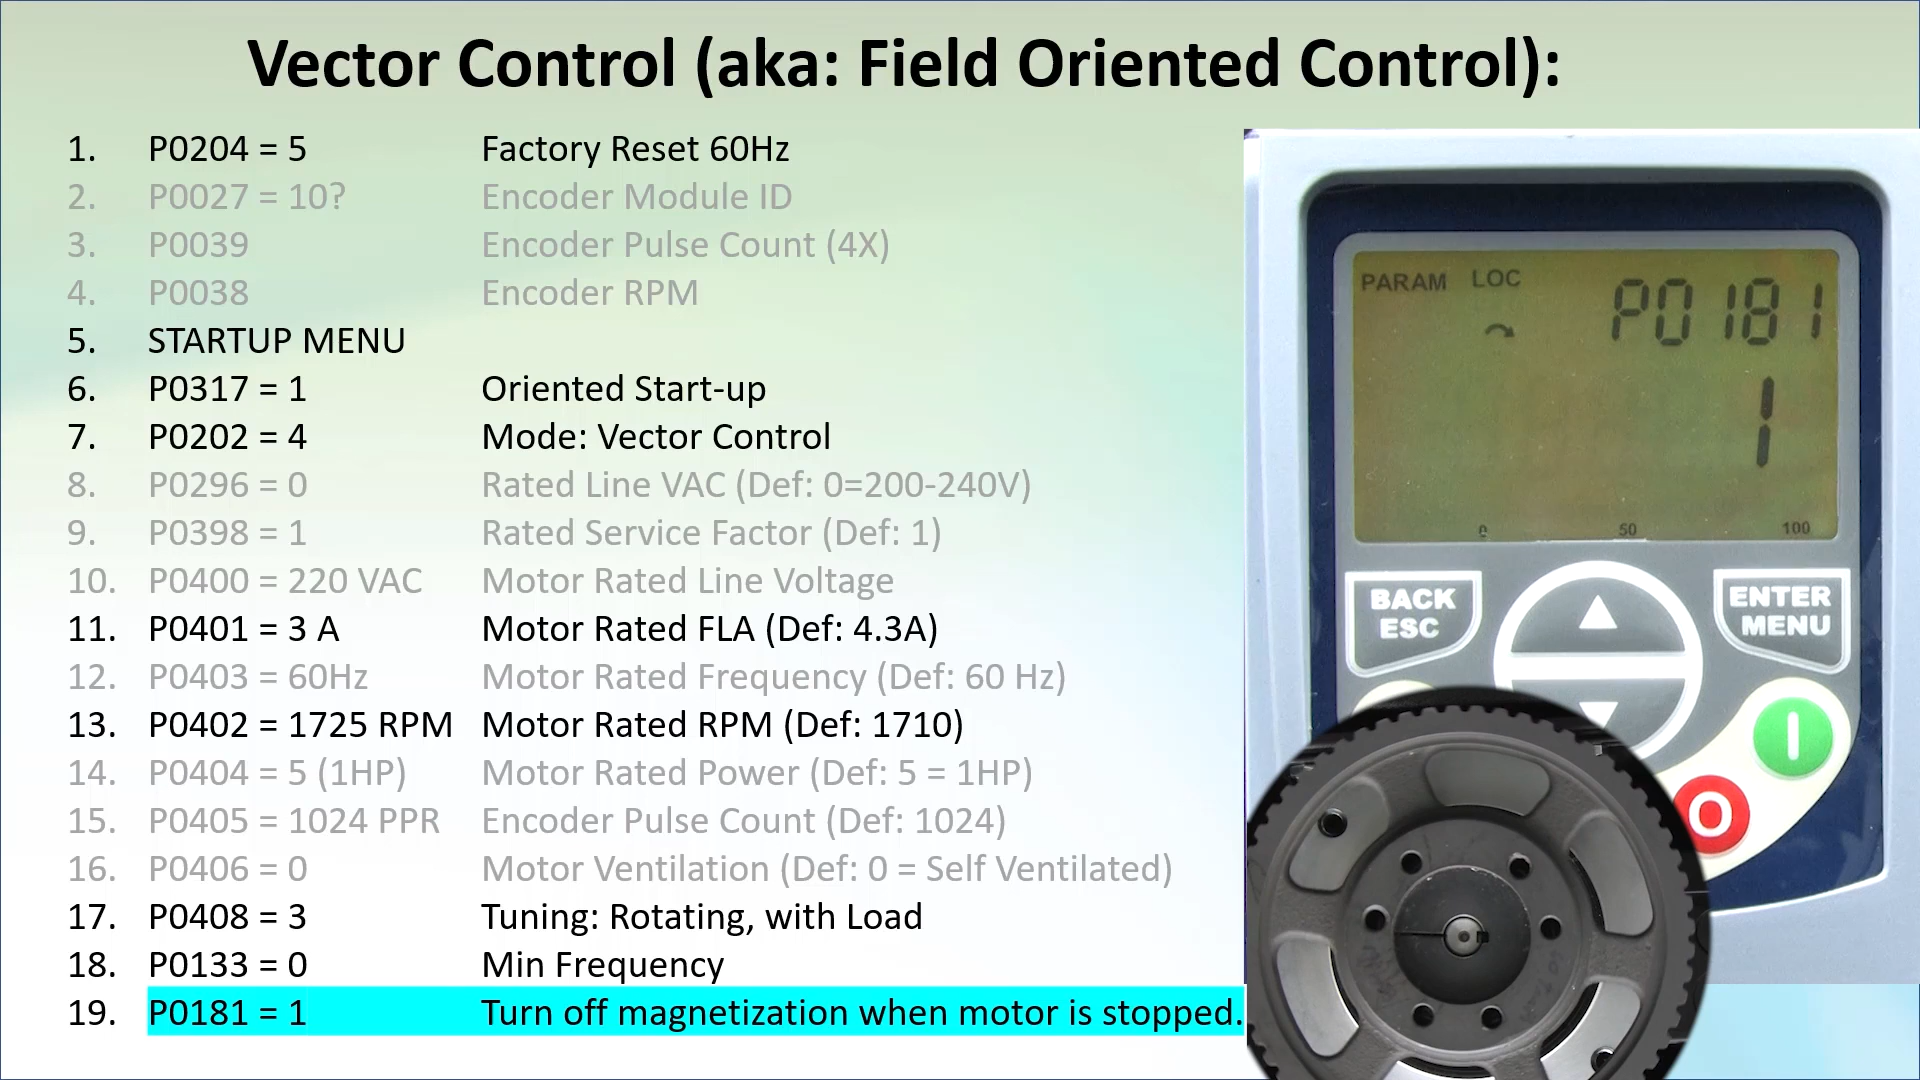 Vector Control (aka: Field Oriented Control):
1. P0204 = 5 Factory Reset 60Hz
2. P0027 = 10? Encoder Module ID
3. P0039 Encoder Pulse Count (4X)
4. P0038 Encoder RPM
5. STARTUP MENU
6. P0317 = 1 Oriented Start-up
7. P0202 = 4 Mode: Vector Control
8. P0296 = 0 Rated Line VAC (Def: 0=200-240V)
9. P0398 = 1 Rated Service Factor (Def: 1)
10. P0400 = 220 VAC Motor Rated Line Voltage
11. P0401 = 3 A Motor Rated FLA (Def: 4.3A)
12. P0403 = 60Hz Motor Rated Frequency (Def: 60 Hz)
13. P0402 = 1725 RPM Motor Rated RPM (Def: 1710)
14. P0404 = 5 (1HP) Motor Rated Power (Def: 5 = 1HP)
15. P0405 = 1024 PPR Encoder Pulse Count (Def: 1024)
16. P0406 = 0 Motor Ventilation (Def: 0 = Self Ventilated)
17. P0408 = 3 Tuning: Rotating, with Load
18. P0133 = 0 Min Frequency
19. P0181 = 1 Turn off magnetization when motor is stopped.
PARAM LOC P0181
1
0 50 100
BACK
ESC
ENTER
MENU
I
O